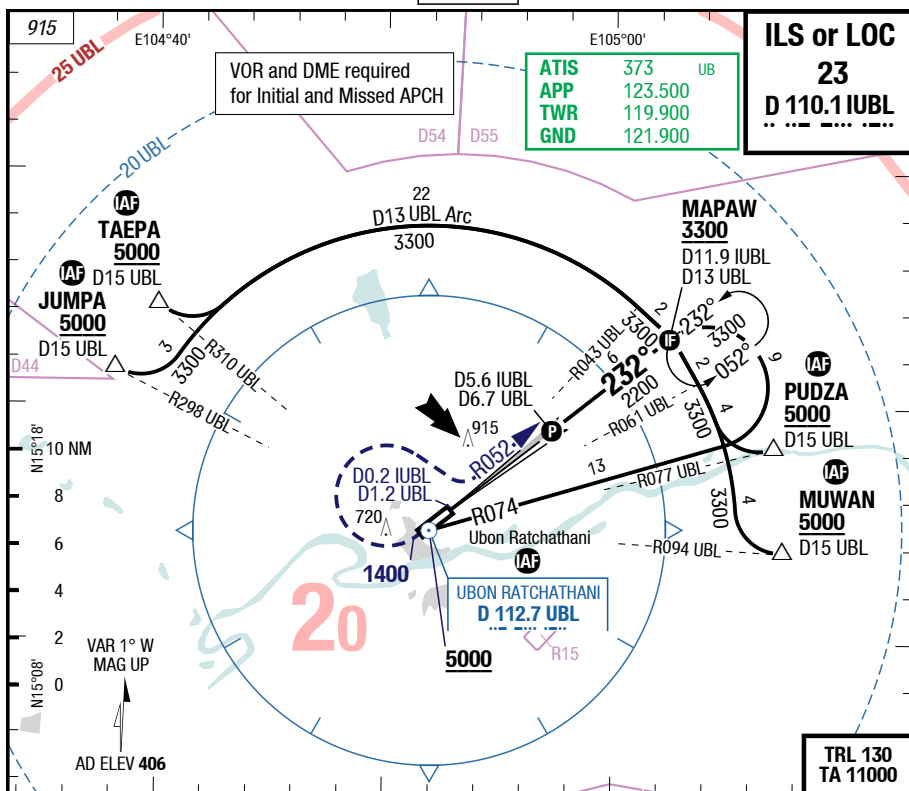 915
E104°40'
E105°00'
ILS or LOC
23
D 110.1 IUBL
25 UBL
VOR and DME required
for Initial and Missed APCH
ATIS 373 UB
APP 123.500
TWR 119.900
GND 121.900
D54
D55
20 UBL
IAF
TAEPA
5000
D15 UBL
IAF
JUMPA
5000
D15 UBL
D44
22
D13 UBL Arc
3300
MAPAW
3300
D11.9 IUBL
D13 UBL
IF
2
3300
232°
3300
052°
9
R310 UBL
3
3300
R298 UBL
R043 UBL
6
232°
2200
R061 UBL
2
3300
4
IAF
PUDZA
5000
D15 UBL
D5.6 IUBL
D6.7 UBL
P
915
N15°18'
10 NM
8
6
4
2
0
N15°08'
R052
13
R077 UBL
IAF
MUWAN
5000
D15 UBL
4
3300
R094 UBL
D0.2 IUBL
D1.2 UBL
720
R074
Ubon Ratchathani
IAF
1400
UBON RATCHATHANI
D 112.7 UBL
20
5000
R15
VAR 1° W
MAG UP
AD ELEV 406
TRL 130
TA 11000